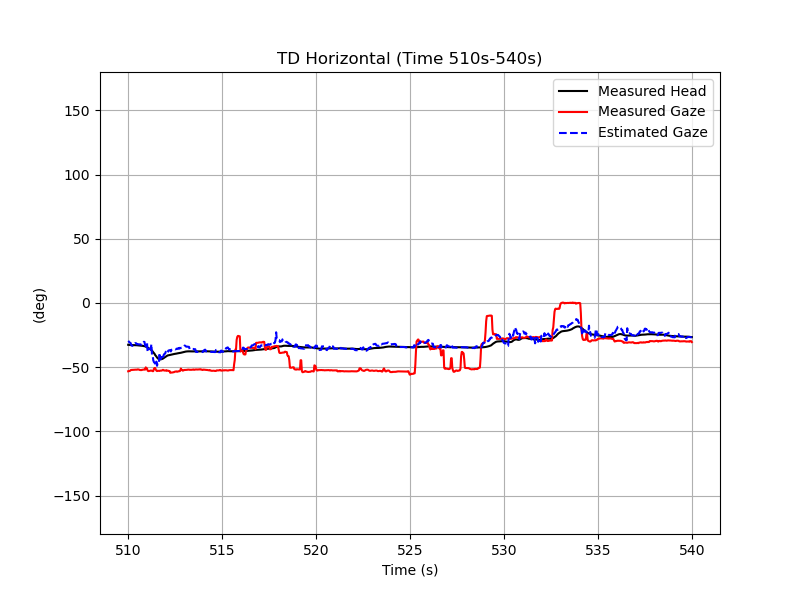 TD Horizontal (Time 510s-540s)
Measured Head
Measured Gaze
Estimated Gaze
150
100
50
0
−50
−100
−150
(deg)
510 515 520 525 530 535 540
Time (s)